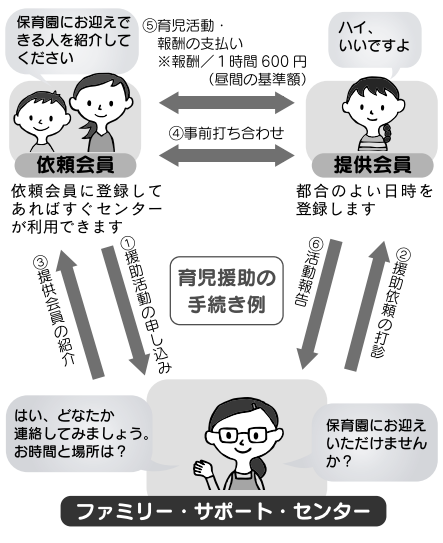 保育園にお迎えで
きる人を紹介して
ください
⑤育児活動・
報酬の支払い
※報酬／1時間600円
（昼間の基準額）
ハイ、
いいですよ
④事前打ち合わせ
依頼会員
提供会員
依頼会員に登録して
あればすぐセンター
が利用できます
都合のよい日時を
登録します
③提供会員の紹介
①援助活動の申し込み
育児援助の
手続き例
⑥活動報告
②援助依頼の打診
はい、どなたか
連絡してみましょう。
お時間と場所は？
保育園にお迎え
いただけません
か？
ファミリー・サポート・センター